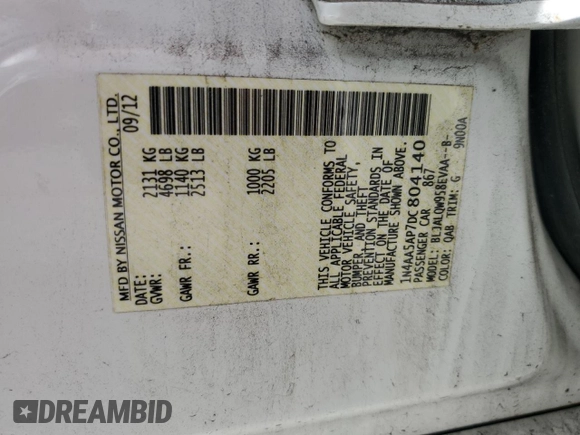 MFD BY NISSAN MOTOR CO., LTD.
09/12
GVWR: 2131 KG
4698 LB
GAWR FR.: 1140 KG
2513 LB
GAWR RR.: 1000 KG
2205 LB
THIS VEHICLE CONFORMS TO
ALL APPLICABLE FEDERAL
MOTOR VEHICLE SAFETY,
BUMPER, AND THEFT
PREVENTION STANDARDS IN
EFFECT ON THE DATE OF
MANUFACTURE SHOWN ABOVE.
1N4AA5AP7DC804140
PASSENGER CAR 867
MODEL: BLJALQW958EVAA--B-
COLOR: QAB TRIM: G 9N00A
DREAMBID